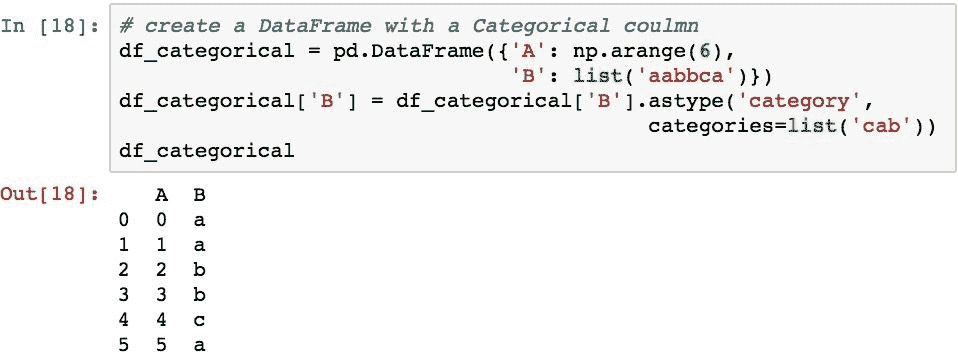 In [18]: # create a DataFrame with a Categorical coulmn
df_categorical = pd.DataFrame({'A': np.arange(6),
'B': list('aabbca')})
df_categorical['B'] = df_categorical['B'].astype('category',
categories=list('cab'))
df_categorical
Out[18]: A B
0 0 a
1 1 a
2 2 b
3 3 b
4 4 c
5 5 a